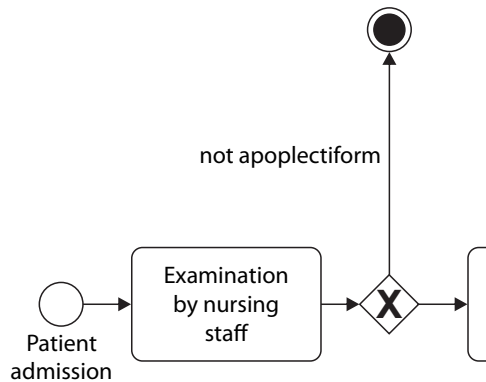 not apoplectiform
Examination
by nursing
staff
X
Patient
admission